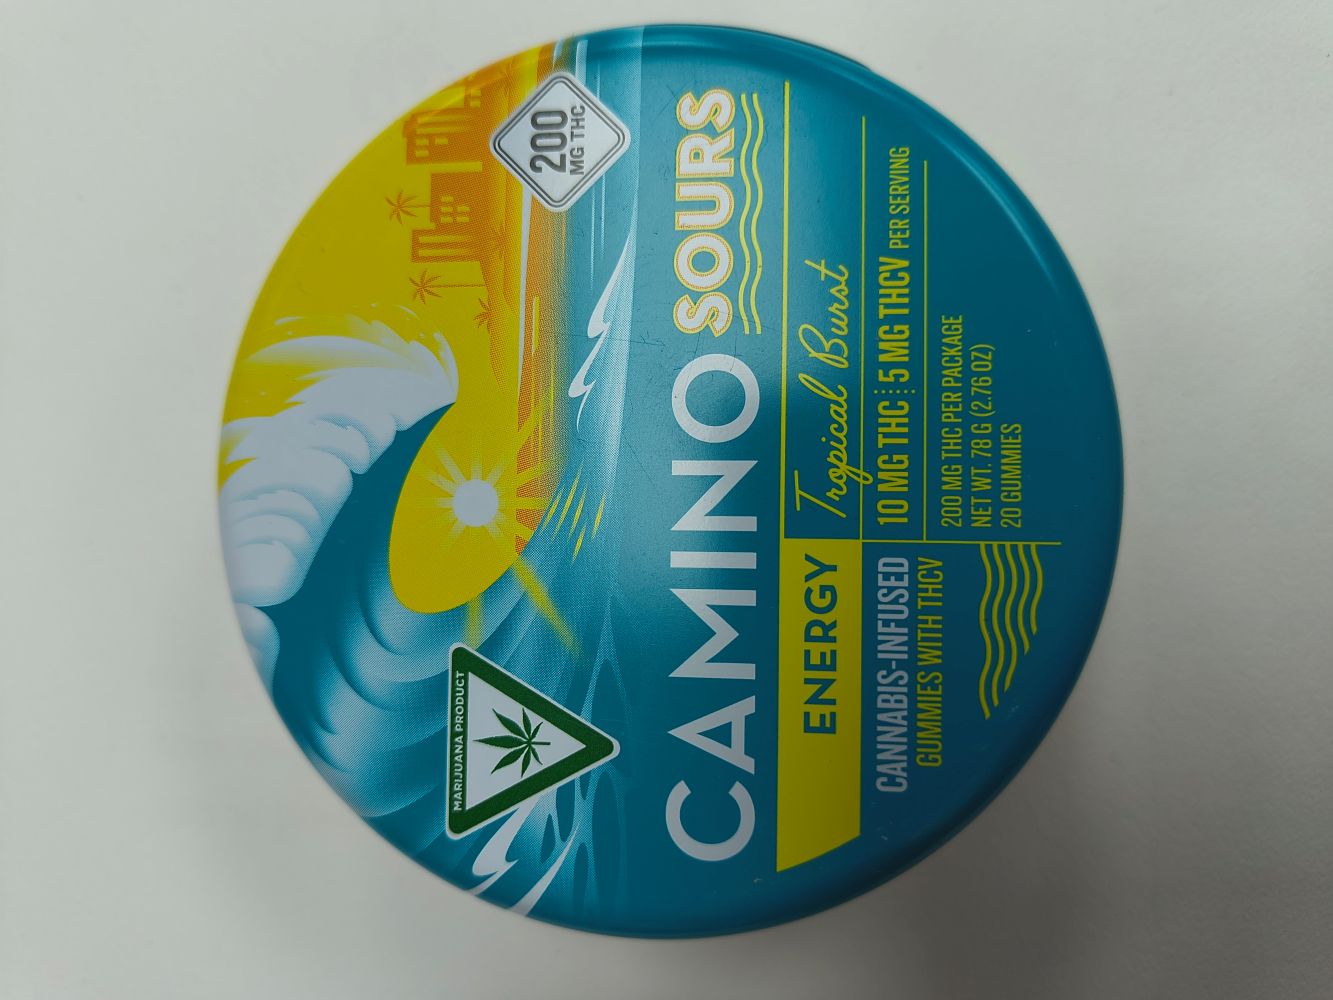 200
MG THC
MARIJUANA PRODUCT
CAMINO SOURS
ENERGY Tropical Burst
CANNABIS-INFUSED
GUMMIES WITH THCV
10 MG THC 5 MG THCV PER SERVING
200 MG THC PER PACKAGE
NET WT. 78 G (2.76 OZ)
20 GUMMIES